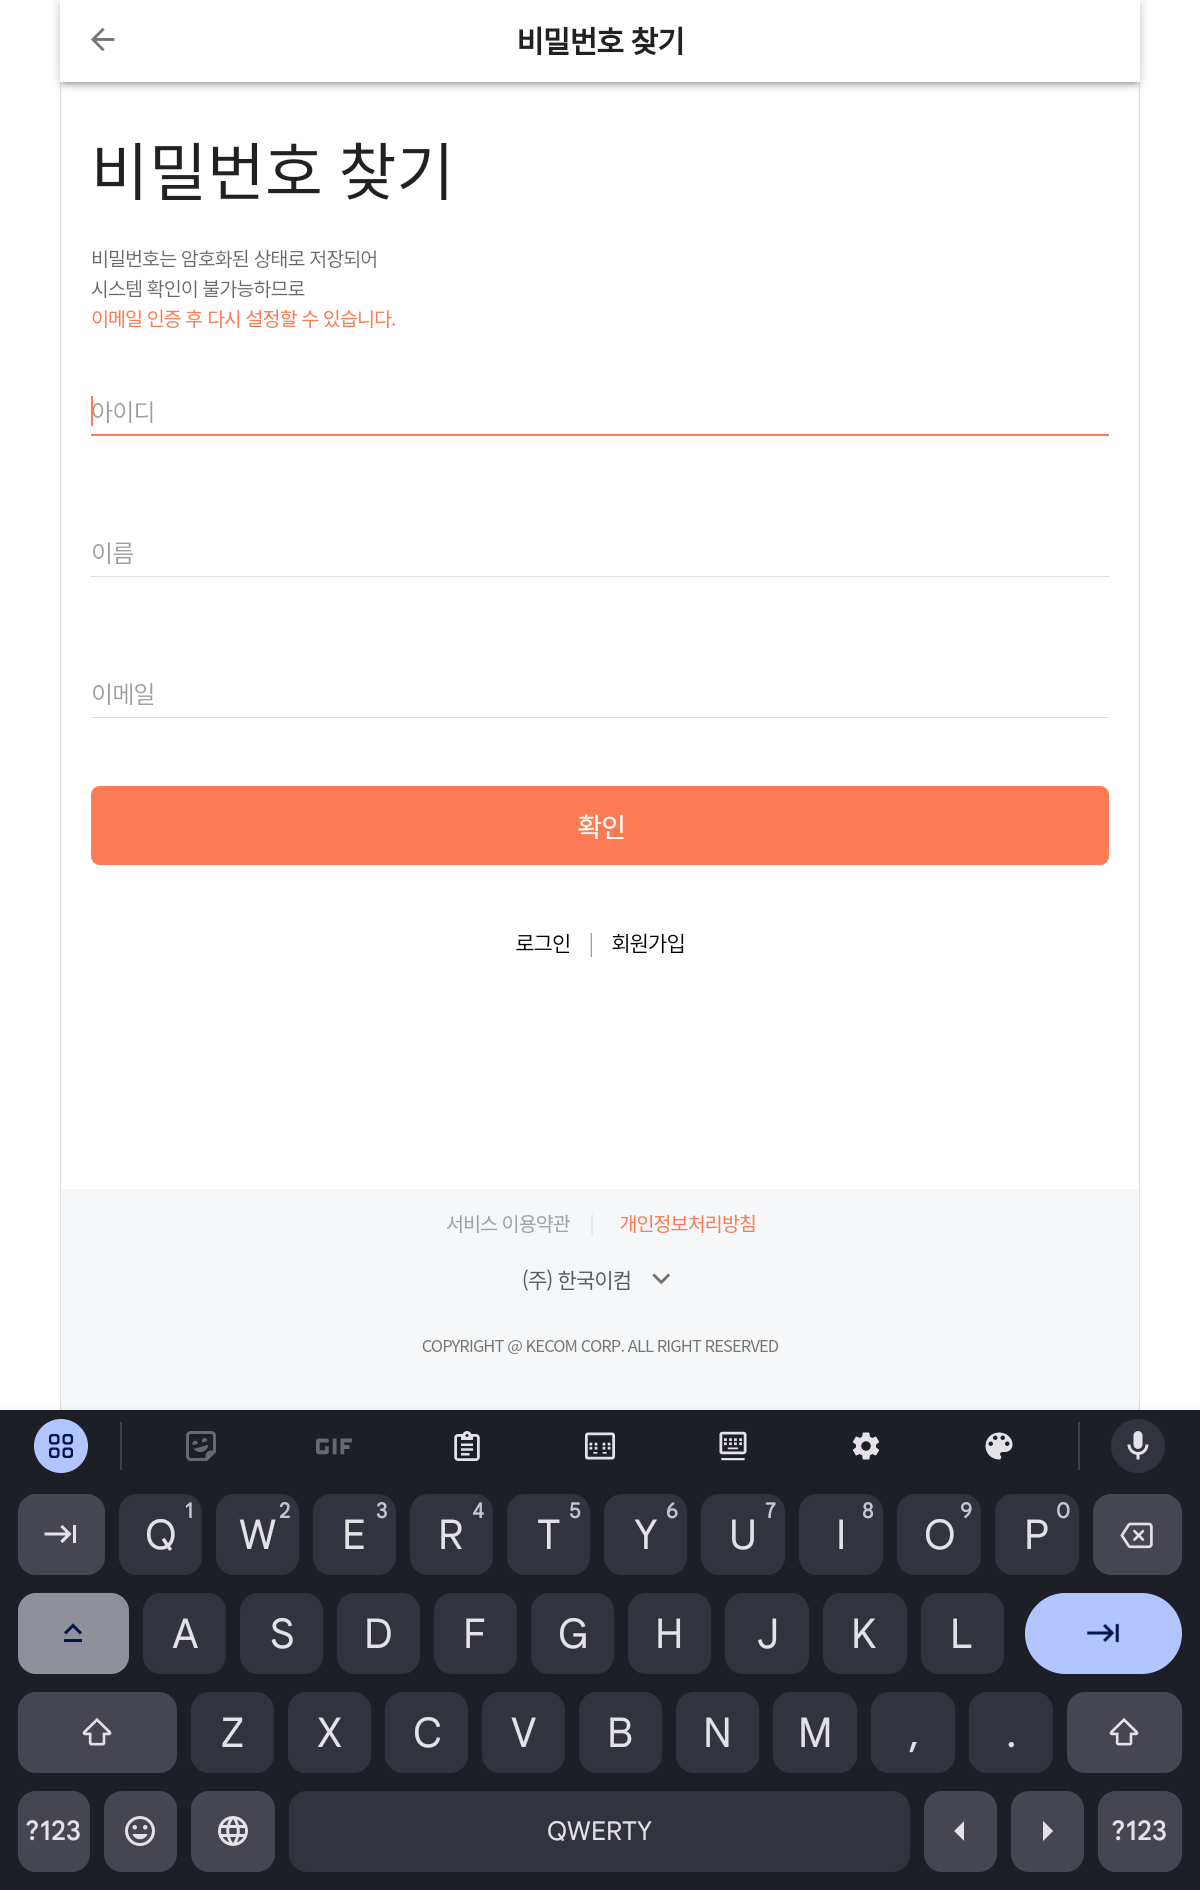 비밀번호 찾기
비밀번호 찾기
비밀번호는 암호화된 상태로 저장되어
시스템 확인이 불가능하므로
이메일 인증 후 다시 설정할 수 있습니다.
아이디
이름
이메일
확인
로그인 | 회원가입
서비스 이용약관 | 개인정보처리방침
(주) 한국이컴
COPYRIGHT @ KECOM CORP. ALL RIGHT RESERVED
GIF
Q 1 W 2 E 3 R 4 T 5 Y 6 U 7 I 8 O 9 P 0
A S D F G H J K L
Z X C V B N M , .
?123 QWERTY ?123